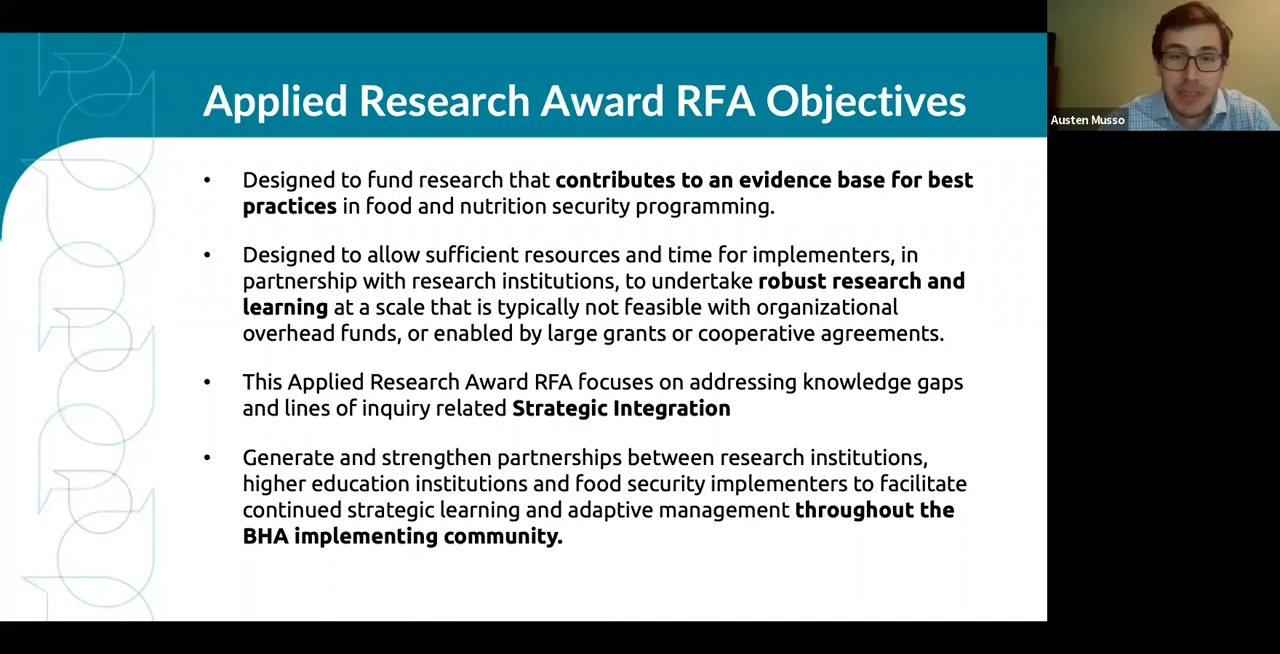 Applied Research Award RFA Objectives
Austen Musso
• Designed to fund research that contributes to an evidence base for best
practices in food and nutrition security programming.
• Designed to allow sufficient resources and time for implementers, in
partnership with research institutions, to undertake robust research and
learning at a scale that is typically not feasible with organizational
overhead funds, or enabled by large grants or cooperative agreements.
• This Applied Research Award RFA focuses on addressing knowledge gaps
and lines of inquiry related Strategic Integration
• Generate and strengthen partnerships between research institutions,
higher education institutions and food security implementers to facilitate
continued strategic learning and adaptive management throughout the
BHA implementing community.